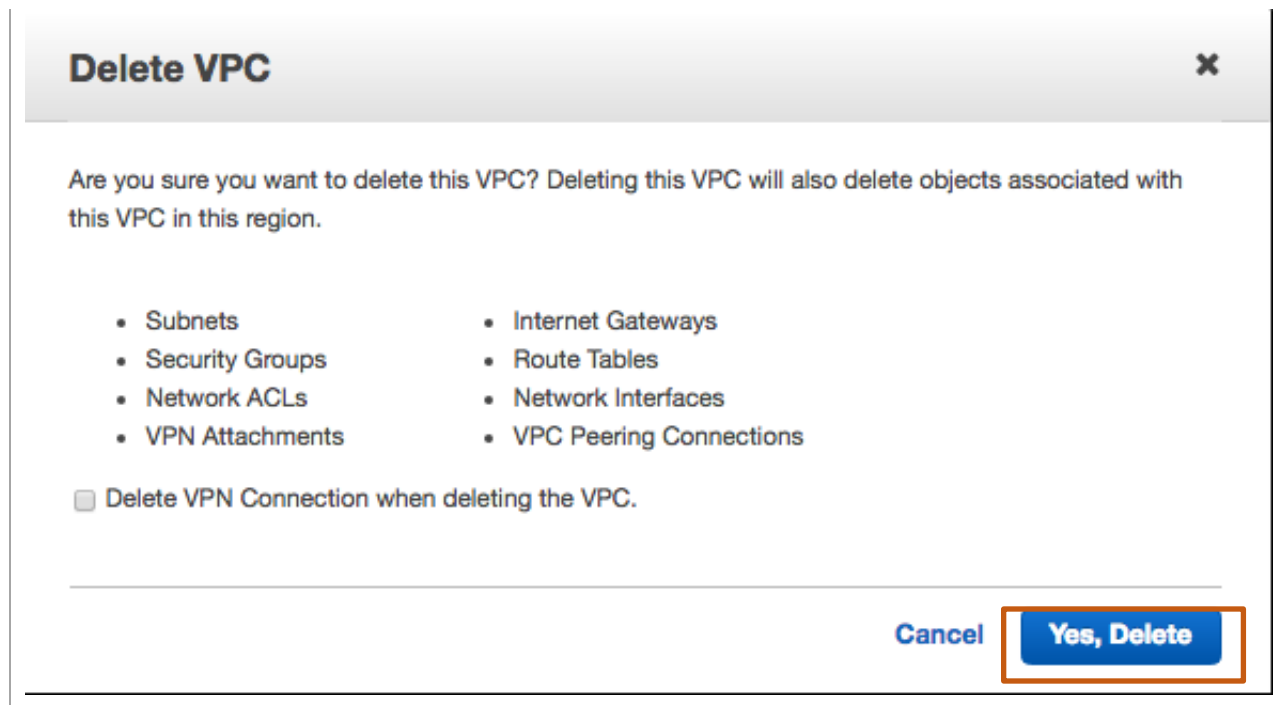 Delete VPC
Are you sure you want to delete this VPC? Deleting this VPC will also delete objects associated with
this VPC in this region.
Subnets
Security Groups
Network ACLs
VPN Attachments
Internet Gateways
Route Tables
Network Interfaces
VPC Peering Connections
Delete VPN Connection when deleting the VPC.
Cancel
Yes, Delete